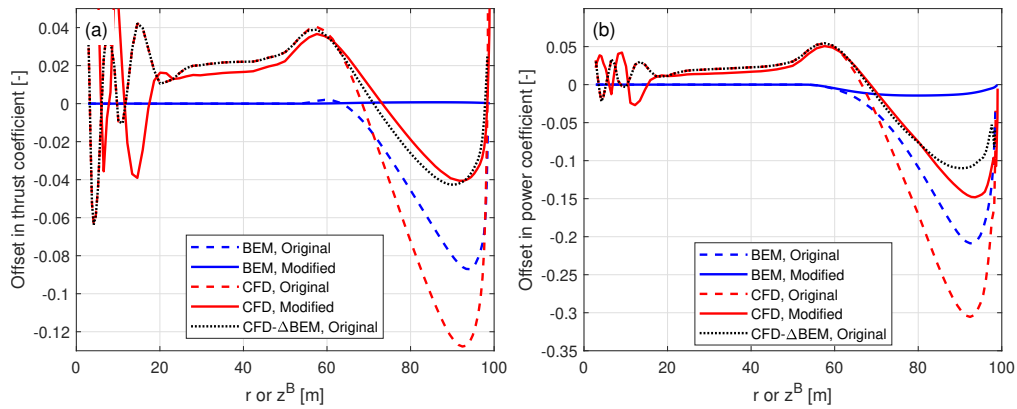 (a)
Offset in thrust coefficient [-]
0.04
0.02
0
-0.02
-0.04
-0.06
-0.08
-0.1
-0.12
BEM, Original
BEM, Modified
CFD, Original
CFD, Modified
CFD-ΔBEM, Original
0 20 40 60 80 100
r or z^B [m]
(b)
Offset in power coefficient [-]
0.1
0.05
0
-0.05
-0.1
-0.15
-0.2
-0.25
-0.3
-0.35
BEM, Original
BEM, Modified
CFD, Original
CFD, Modified
CFD-ΔBEM, Original
0 20 40 60 80 100
r or z^B [m]